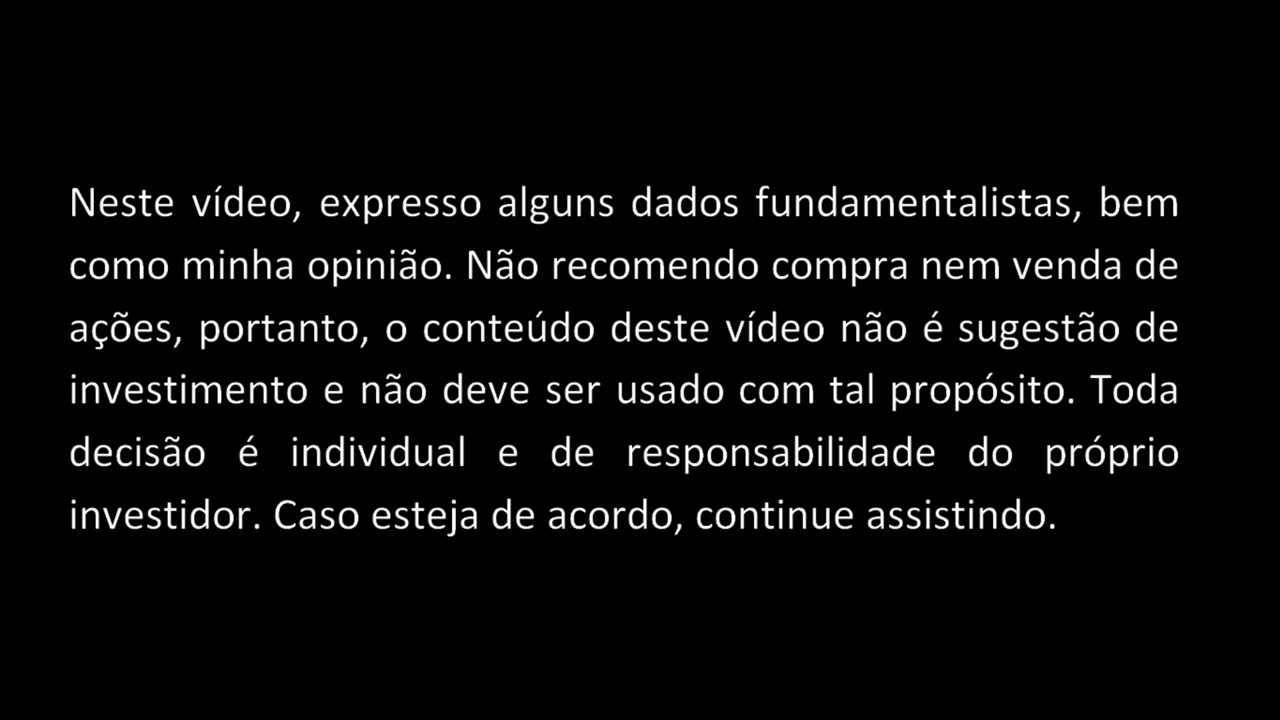 Neste vídeo, expresso alguns dados fundamentalistas, bem
como minha opinião. Não recomendo compra nem venda de
ações, portanto, o conteúdo deste vídeo não é sugestão de
investimento e não deve ser usado com tal propósito. Toda
decisão é individual e de responsabilidade do próprio
investidor. Caso esteja de acordo, continue assistindo.